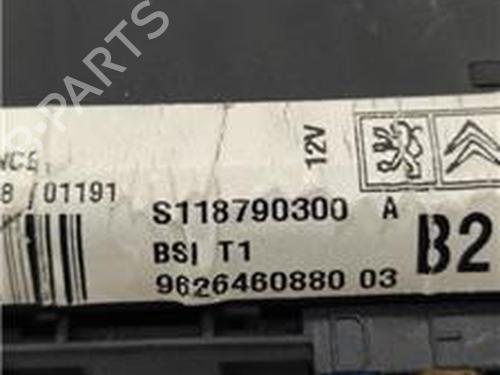 B-PARTS
12V
NCE
8 /01191
S118790300 A
BSI T1
B2
9626460880 03